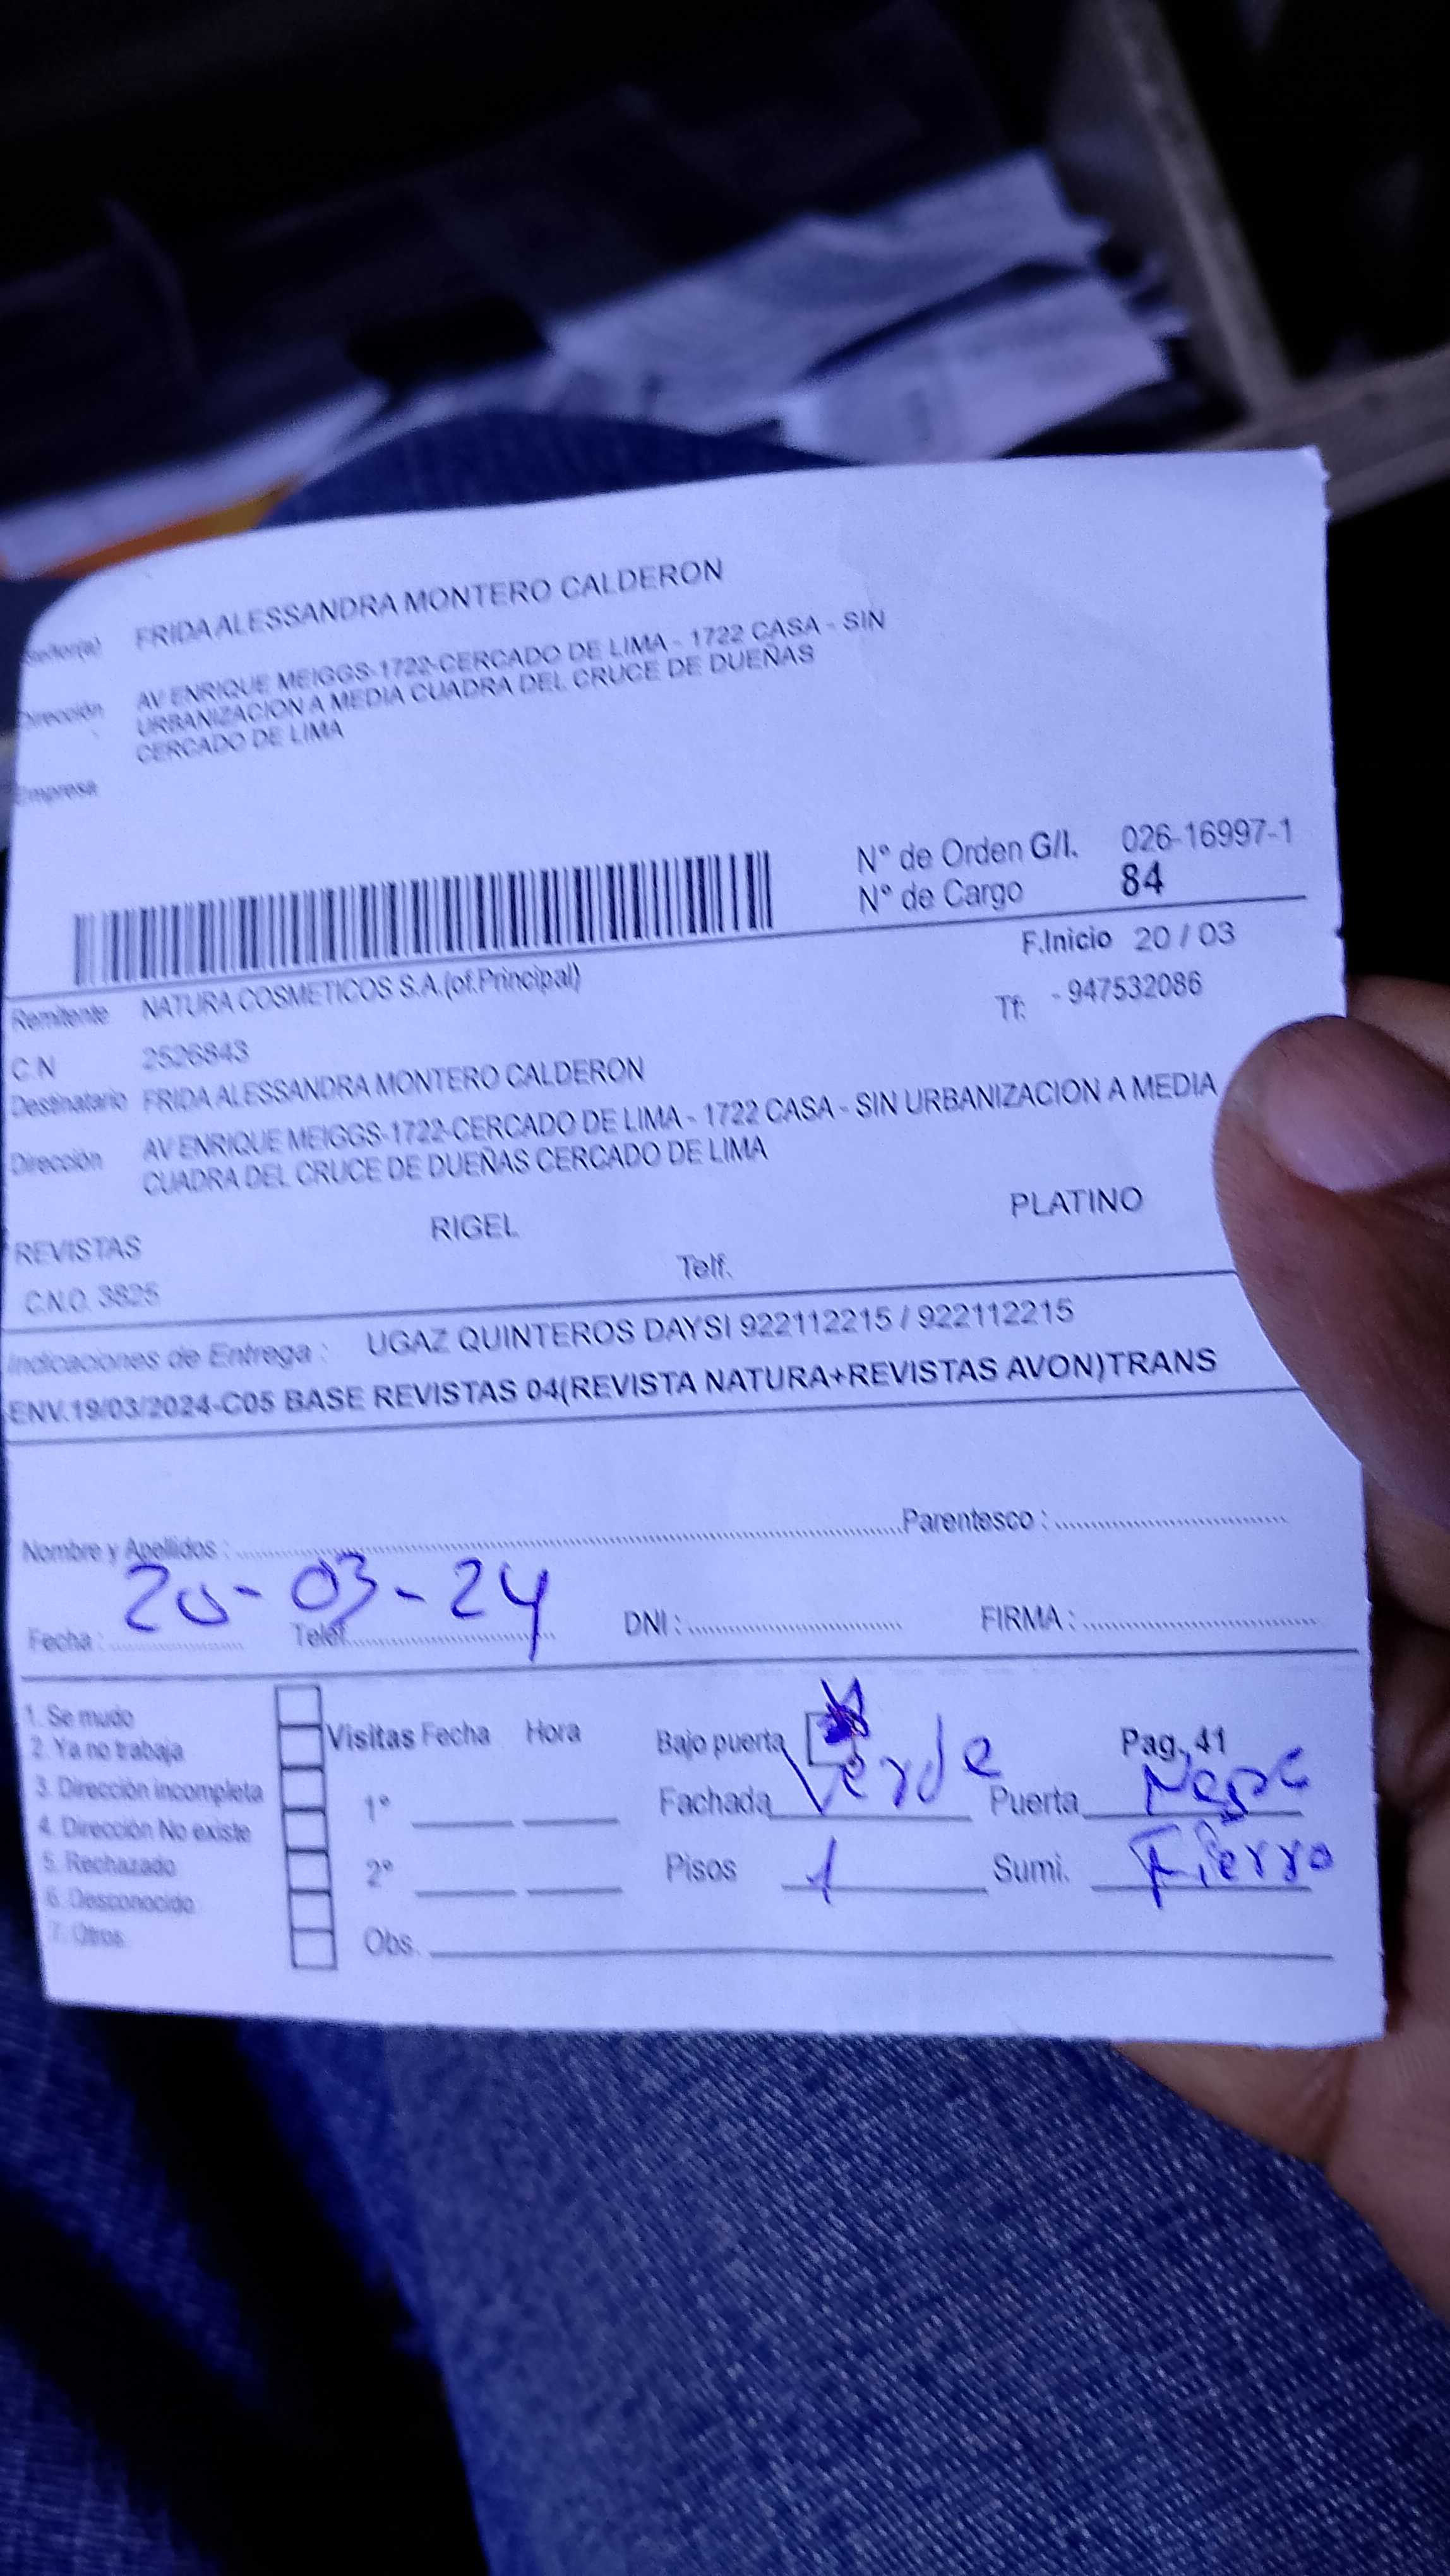 Señor(a) FRIDA ALESSANDRA MONTERO CALDERON
Dirección AV ENRIQUE MEIGGS-1722-CERCADO DE LIMA - 1722 CASA - SIN
URBANIZACION A MEDIA CUADRA DEL CRUCE DE DUEÑAS
CERCADO DE LIMA
Empresa
N° de Orden G/I. 026-16997-1
N° de Cargo 84
F.Inicio 20 / 03
Remitente NATURA COSMETICOS S.A.(of.Principal)
Tf: - 947532086
C.N 2526843
Destinatario FRIDA ALESSANDRA MONTERO CALDERON
Dirección AV ENRIQUE MEIGGS-1722-CERCADO DE LIMA - 1722 CASA - SIN URBANIZACION A MEDIA
CUADRA DEL CRUCE DE DUEÑAS CERCADO DE LIMA
REVISTAS RIGEL PLATINO
C.N.O. 3825 Telf.
Indicaciones de Entrega : UGAZ QUINTEROS DAYSI 922112215 / 922112215
ENV.19/03/2024-C05 BASE REVISTAS 04(REVISTA NATURA+REVISTAS AVON)TRANS
Nombre y Apellidos : Parentesco :
20-03-24
Fecha : Telef. DNI : FIRMA :
1. Se mudo
2. Ya no trabaja
3. Dirección incompleta
4. Dirección No existe
5. Rechazado
6. Desconocido
7. Otros
Visitas Fecha Hora
1°
2°
Obs.
Bajo puerta Pag. 41
Fachada Verde Puerta Negra
Pisos 1 Sumi. Fierro